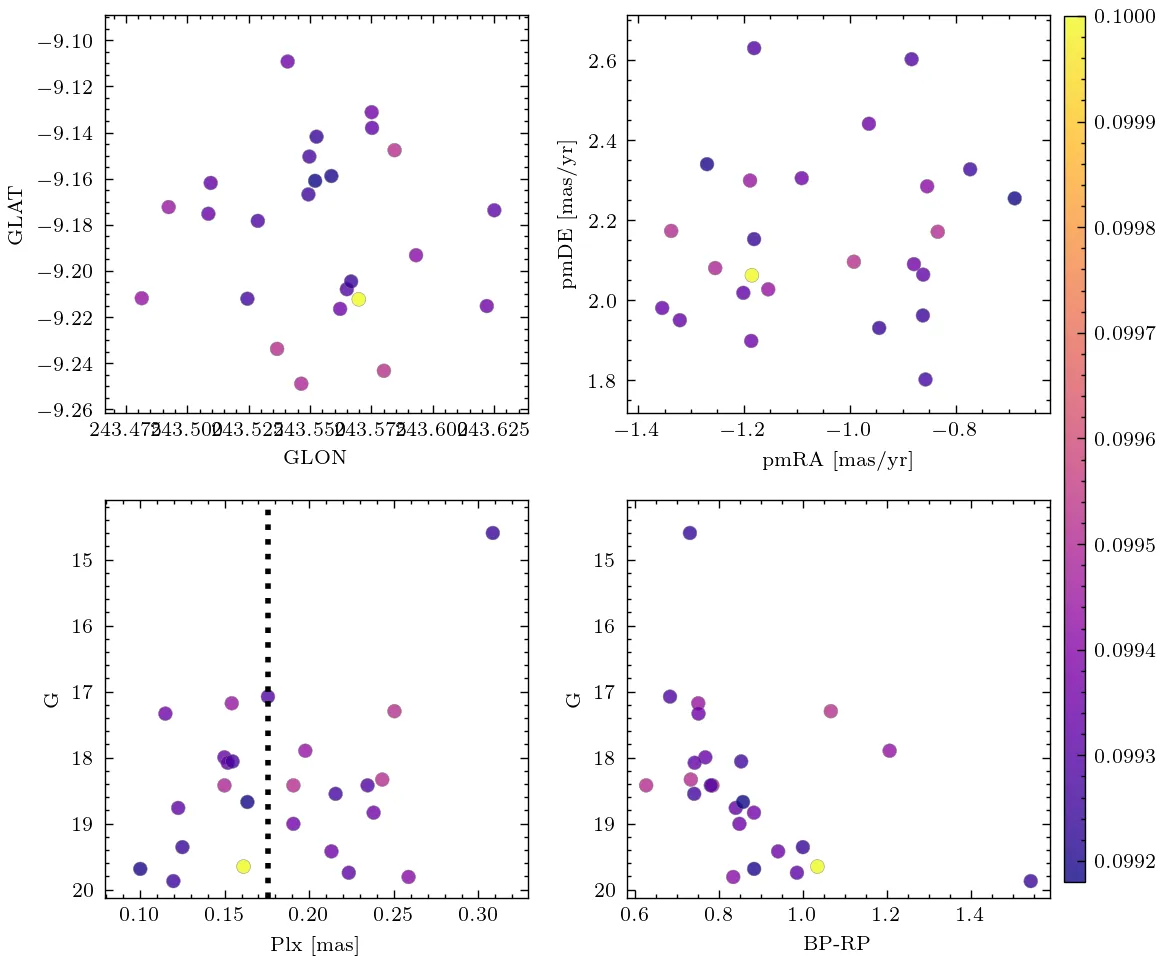 −9.10
−9.12
−9.14
−9.16
−9.18
−9.20
−9.22
−9.24
−9.26
GLAT
243.475 243.500 243.525 243.550 243.575 243.600 243.625
GLON
2.6
2.4
2.2
2.0
1.8
pmDE [mas/yr]
−1.4 −1.2 −1.0 −0.8
pmRA [mas/yr]
0.1000
0.0999
0.0998
0.0997
0.0996
0.0995
0.0994
0.0993
0.0992
15
16
17
18
19
20
G
0.10 0.15 0.20 0.25 0.30
Plx [mas]
15
16
17
18
19
20
G
0.6 0.8 1.0 1.2 1.4
BP-RP